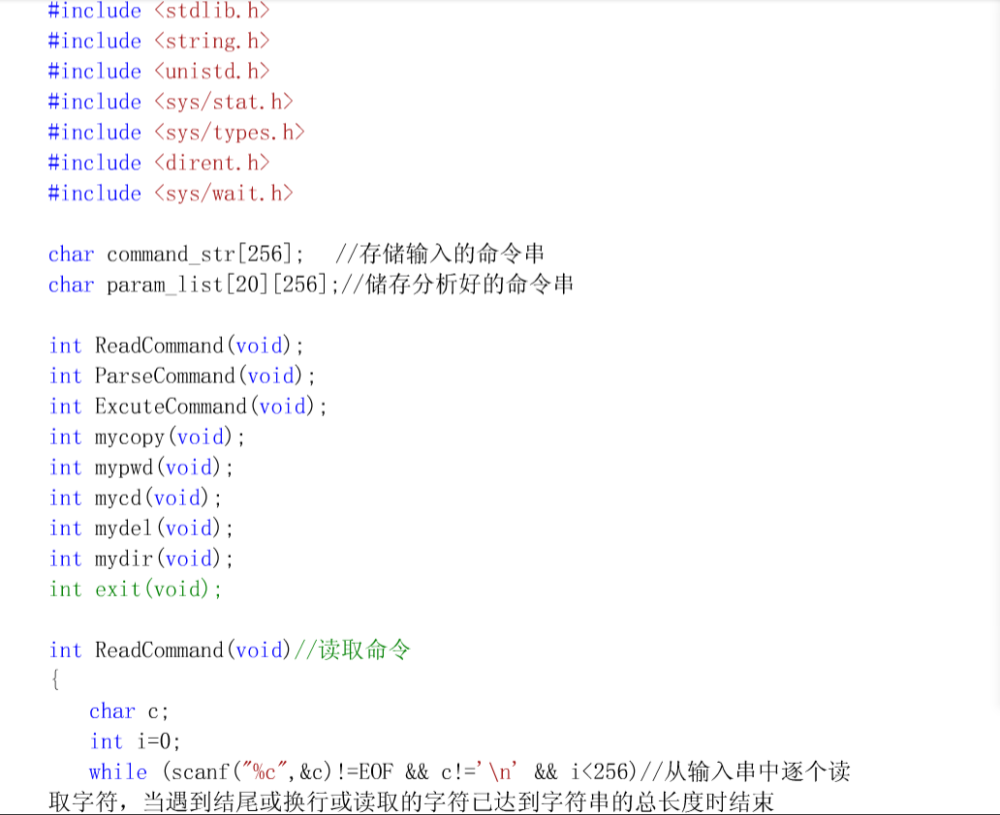 #include <stdlib.h>
#include <string.h>
#include <unistd.h>
#include <sys/stat.h>
#include <sys/types.h>
#include <dirent.h>
#include <sys/wait.h>
char command_str[256];  //存储输入的命令串
char param_list[20][256];//储存分析好的命令串
int ReadCommand(void);
int ParseCommand(void);
int ExcuteCommand(void);
int mycopy(void);
int mypwd(void);
int mycd(void);
int mydel(void);
int mydir(void);
int exit(void);
int ReadCommand(void)//读取命令
{
char c;
int i=0;
while (scanf("%c",&c)!=EOF && c!='\n' && i<256)//从输入串中逐个读
取字符，当遇到结尾或换行或读取的字符已达到字符串的总长度时结束